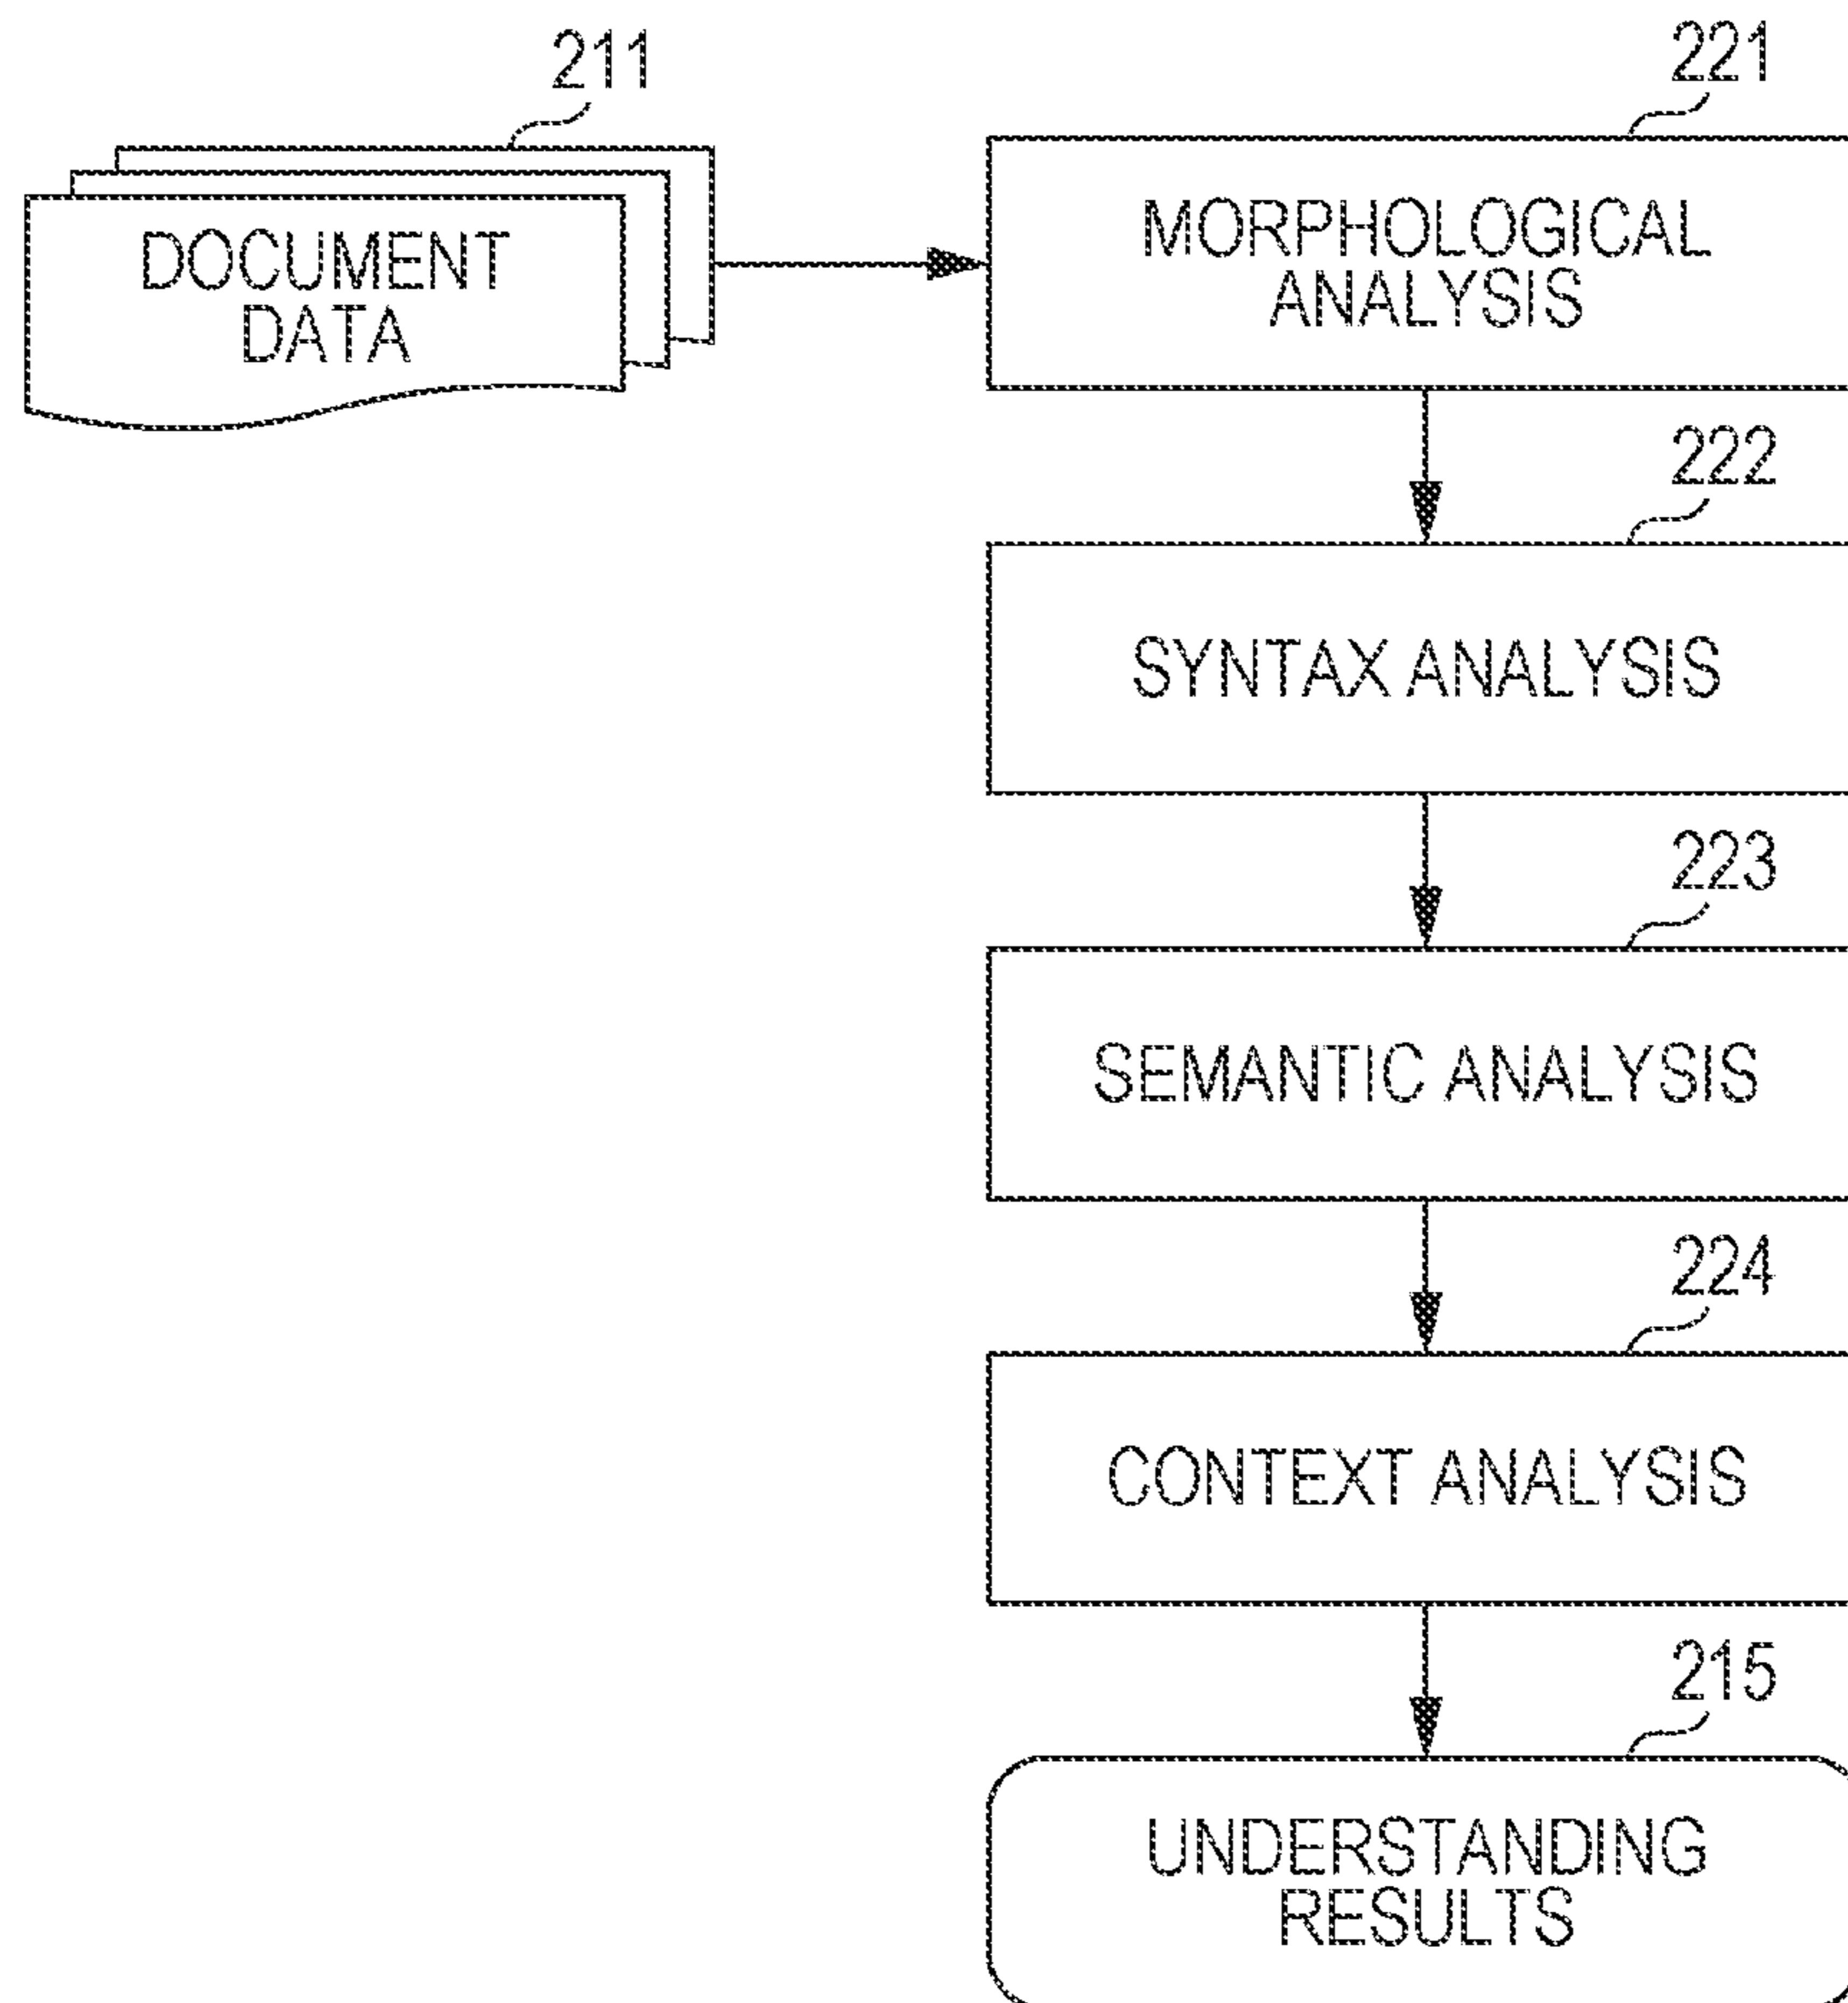 211
DOCUMENT
DATA
221
MORPHOLOGICAL
ANALYSIS
222
SYNTAX ANALYSIS
223
SEMANTIC ANALYSIS
224
CONTEXT ANALYSIS
215
UNDERSTANDING
RESULTS